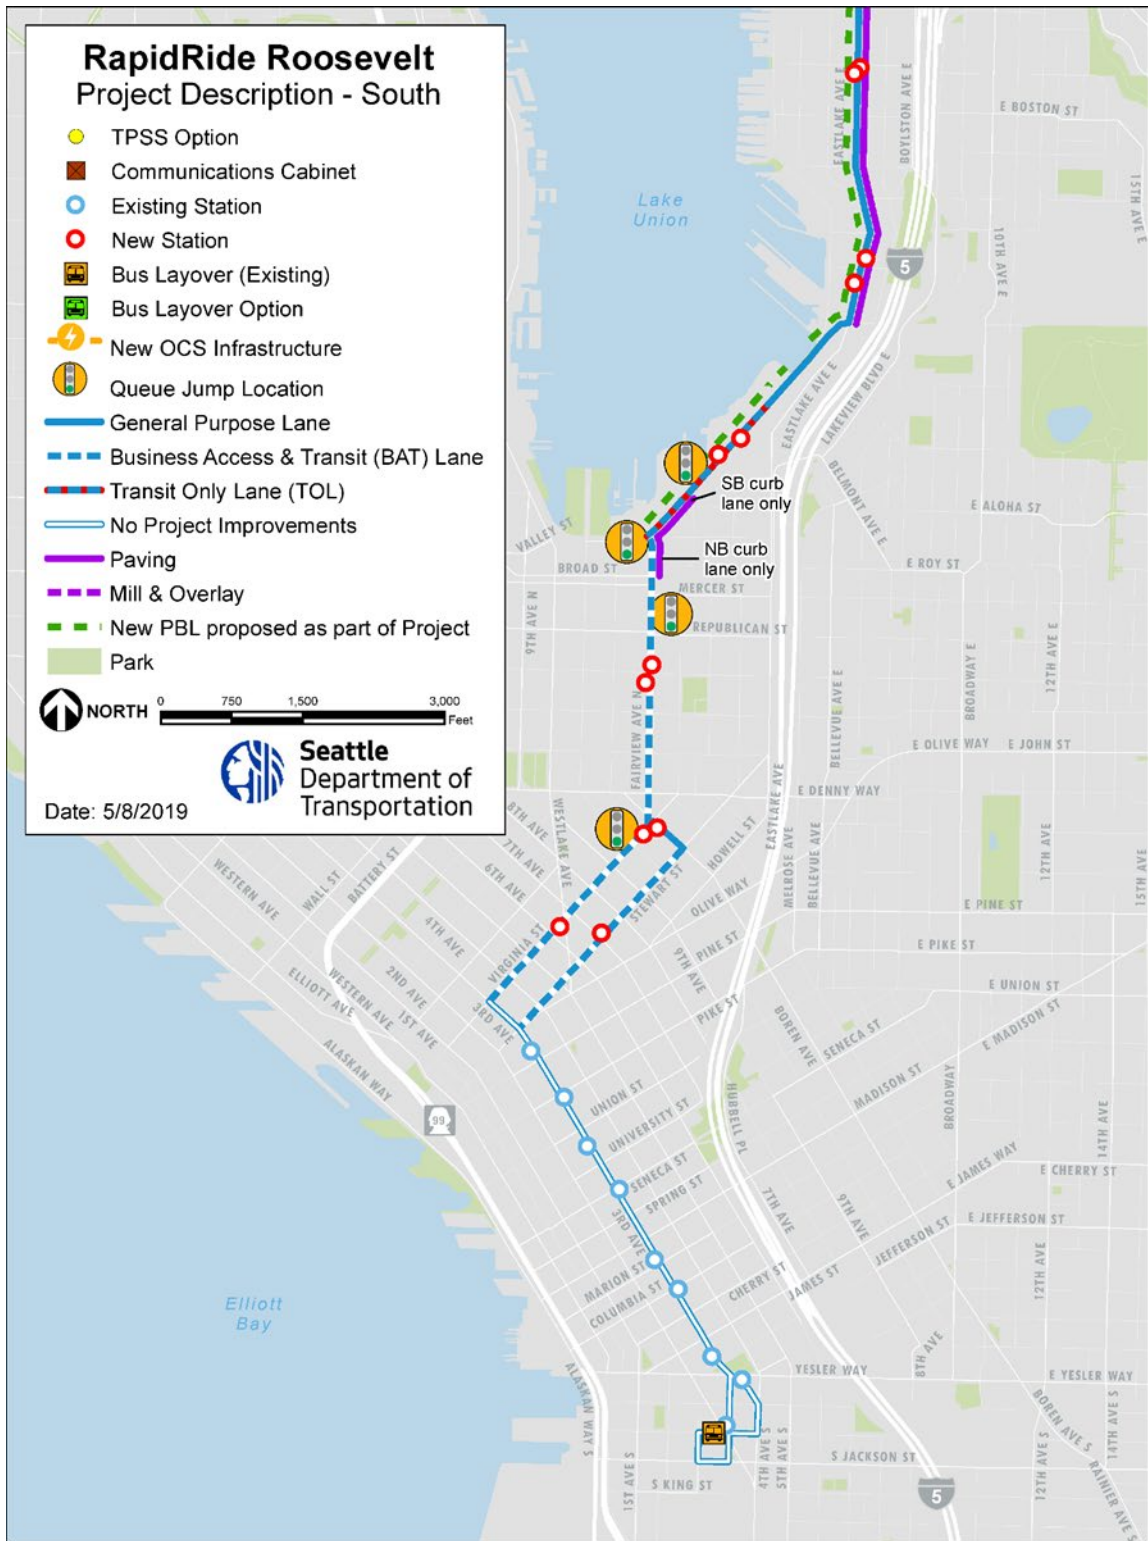 RapidRide Roosevelt
Project Description - South
TPSS Option
Communications Cabinet
Existing Station
New Station
Bus Layover (Existing)
Bus Layover Option
New OCS Infrastructure
Queue Jump Location
General Purpose Lane
Business Access & Transit (BAT) Lane
Transit Only Lane (TOL)
No Project Improvements
Paving
Mill & Overlay
New PBL proposed as part of Project
Park
NORTH
0 750 1,500 3,000
Feet
Seattle
Department of
Transportation
Date: 5/8/2019
Lake
Union
EASTLAKE AVE E
BOYLSTON AVE E
E BOSTON ST
15TH AVE E
10TH AVE E
5
EASTLAKE AVE E
LAKEVIEW BLVD E
BELMONT AVE E
SB curb
lane only
E ALOHA ST
VALLEY ST
BROAD ST
NB curb
lane only
E ROY ST
MERCER ST
9TH AVE N
REPUBLICAN ST
FAIRVIEW AVE N
BELLEVUE AVE E
BROADWAY E
12TH AVE E
E OLIVE WAY
E JOHN ST
E DENNY WAY
EASTLAKE AVE
8TH AVE
7TH AVE
6TH AVE
WESTLAKE AVE
HOWELL ST
STEWART ST
OLIVE WAY
MELROSE AVE
BELLEVUE AVE
12TH AVE
15TH AVE
WESTERN AVE
WALL ST
BATTERY ST
4TH AVE
2ND AVE
1ST AVE
VIRGINIA ST
3RD AVE
9TH AVE
PINE ST
PIKE ST
E PINE ST
E PIKE ST
E UNION ST
ELLIOTT AVE
WESTERN AVE
ALASKAN WAY
99
BOREN AVE
SENECA ST
E MADISON ST
MADISON ST
UNION ST
UNIVERSITY ST
HUBBELL PL
BROADWAY
14TH AVE
SENECA ST
SPRING ST
3RD AVE
7TH AVE
9TH AVE
E JAMES WAY
E CHERRY ST
E JEFFERSON ST
JEFFERSON ST
MARION ST
COLUMBIA ST
CHERRY ST
JAMES ST
12TH AVE
8TH AVE
Elliott
Bay
YESLER WAY
E YESLER WAY
ALASKAN WAY S
1ST AVE S
4TH AVE S
5TH AVE S
S JACKSON ST
S KING ST
BOREN AVE S
12TH AVE S
14TH AVE S
RAINIER AVE S
5